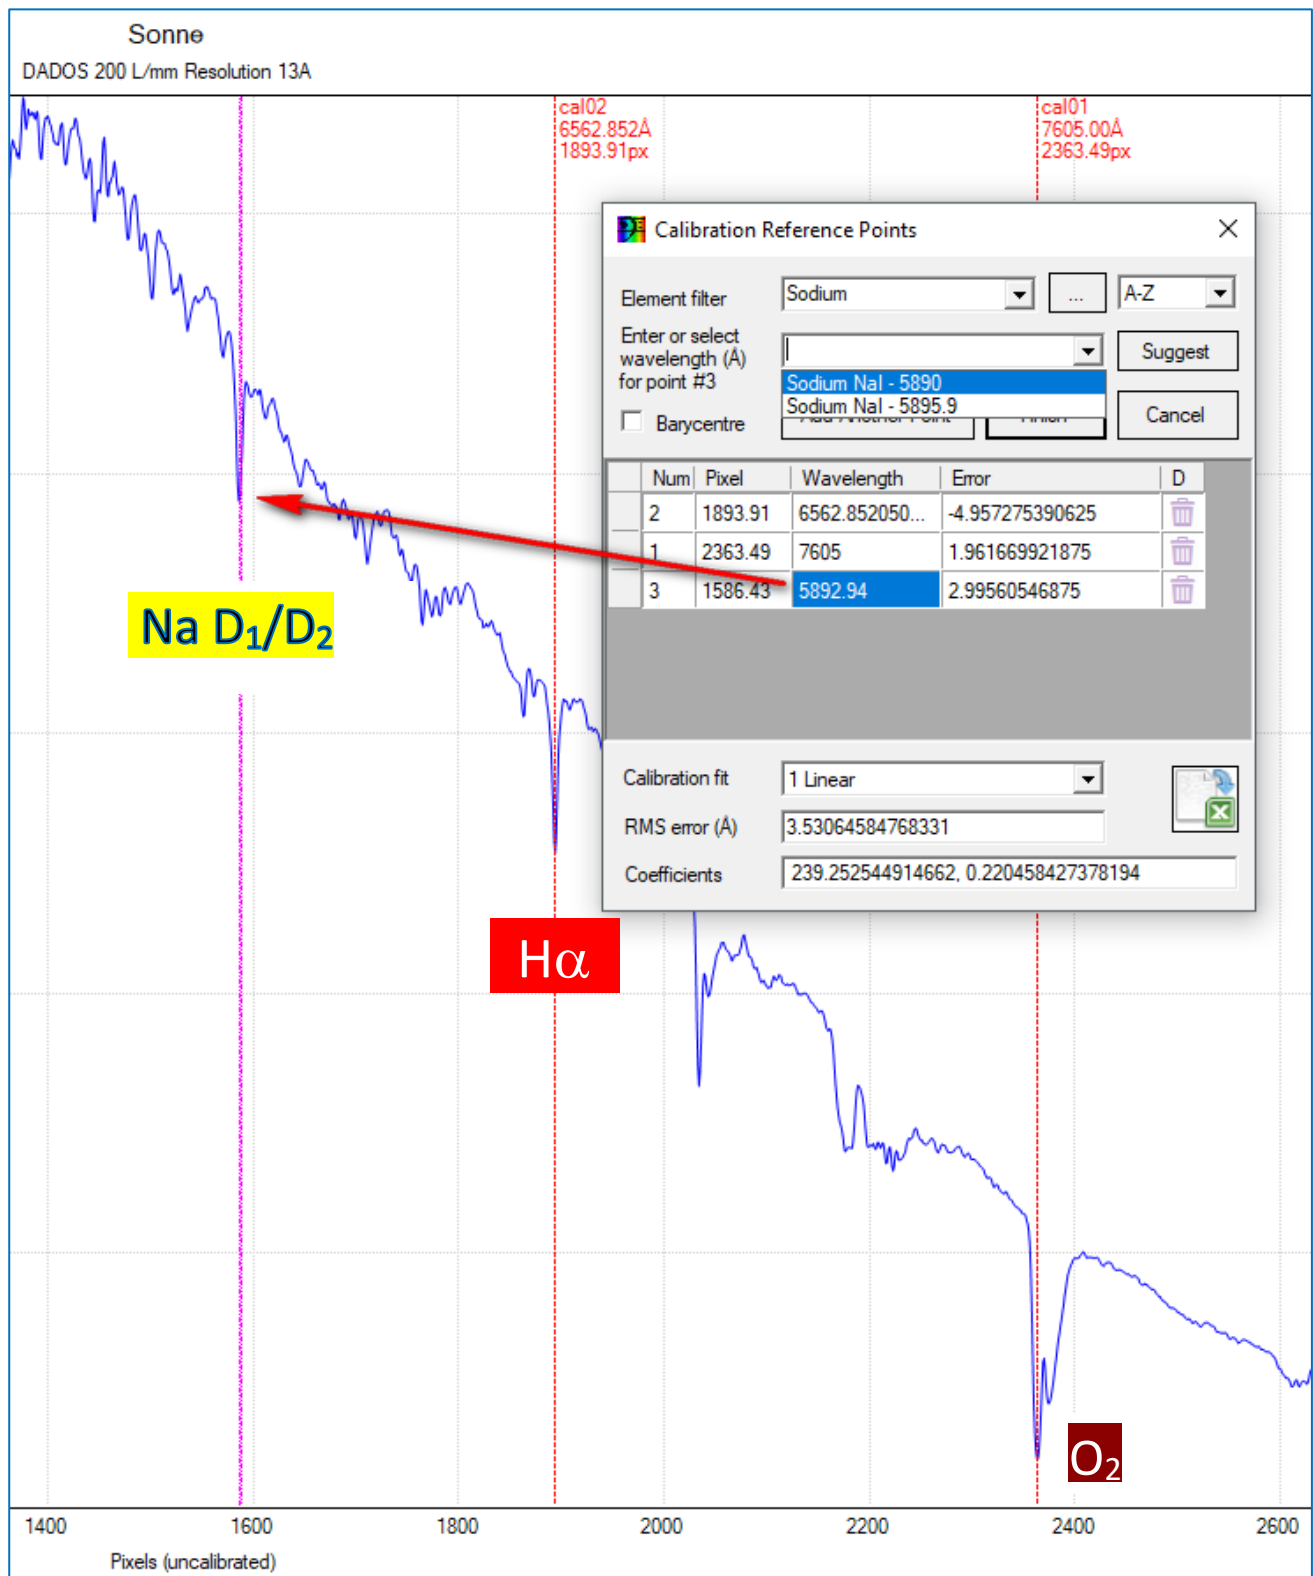 Sonne
DADOS 200 L/mm Resolution 13A
cal02
6562.852Å
1893.91px
cal01
7605.00Å
2363.49px
Calibration Reference Points
Element filter
Sodium
...
A-Z
Enter or select
wavelength (Å)
for point #3
Suggest
Sodium NaI - 5890
Sodium NaI - 5895.9
Barycentre
Add Another Point
Finish
Cancel
Num Pixel Wavelength Error D
2 1893.91 6562.852050... -4.957275390625
1 2363.49 7605 1.961669921875
3 1586.43 5892.94 2.99560546875
Na D₁/D₂
Calibration fit
1 Linear
RMS error (Å)
3.53064584768331
Coefficients
239.252544914662, 0.220458427378194
Hα
O₂
1400 1600 1800 2000 2200 2400 2600
Pixels (uncalibrated)